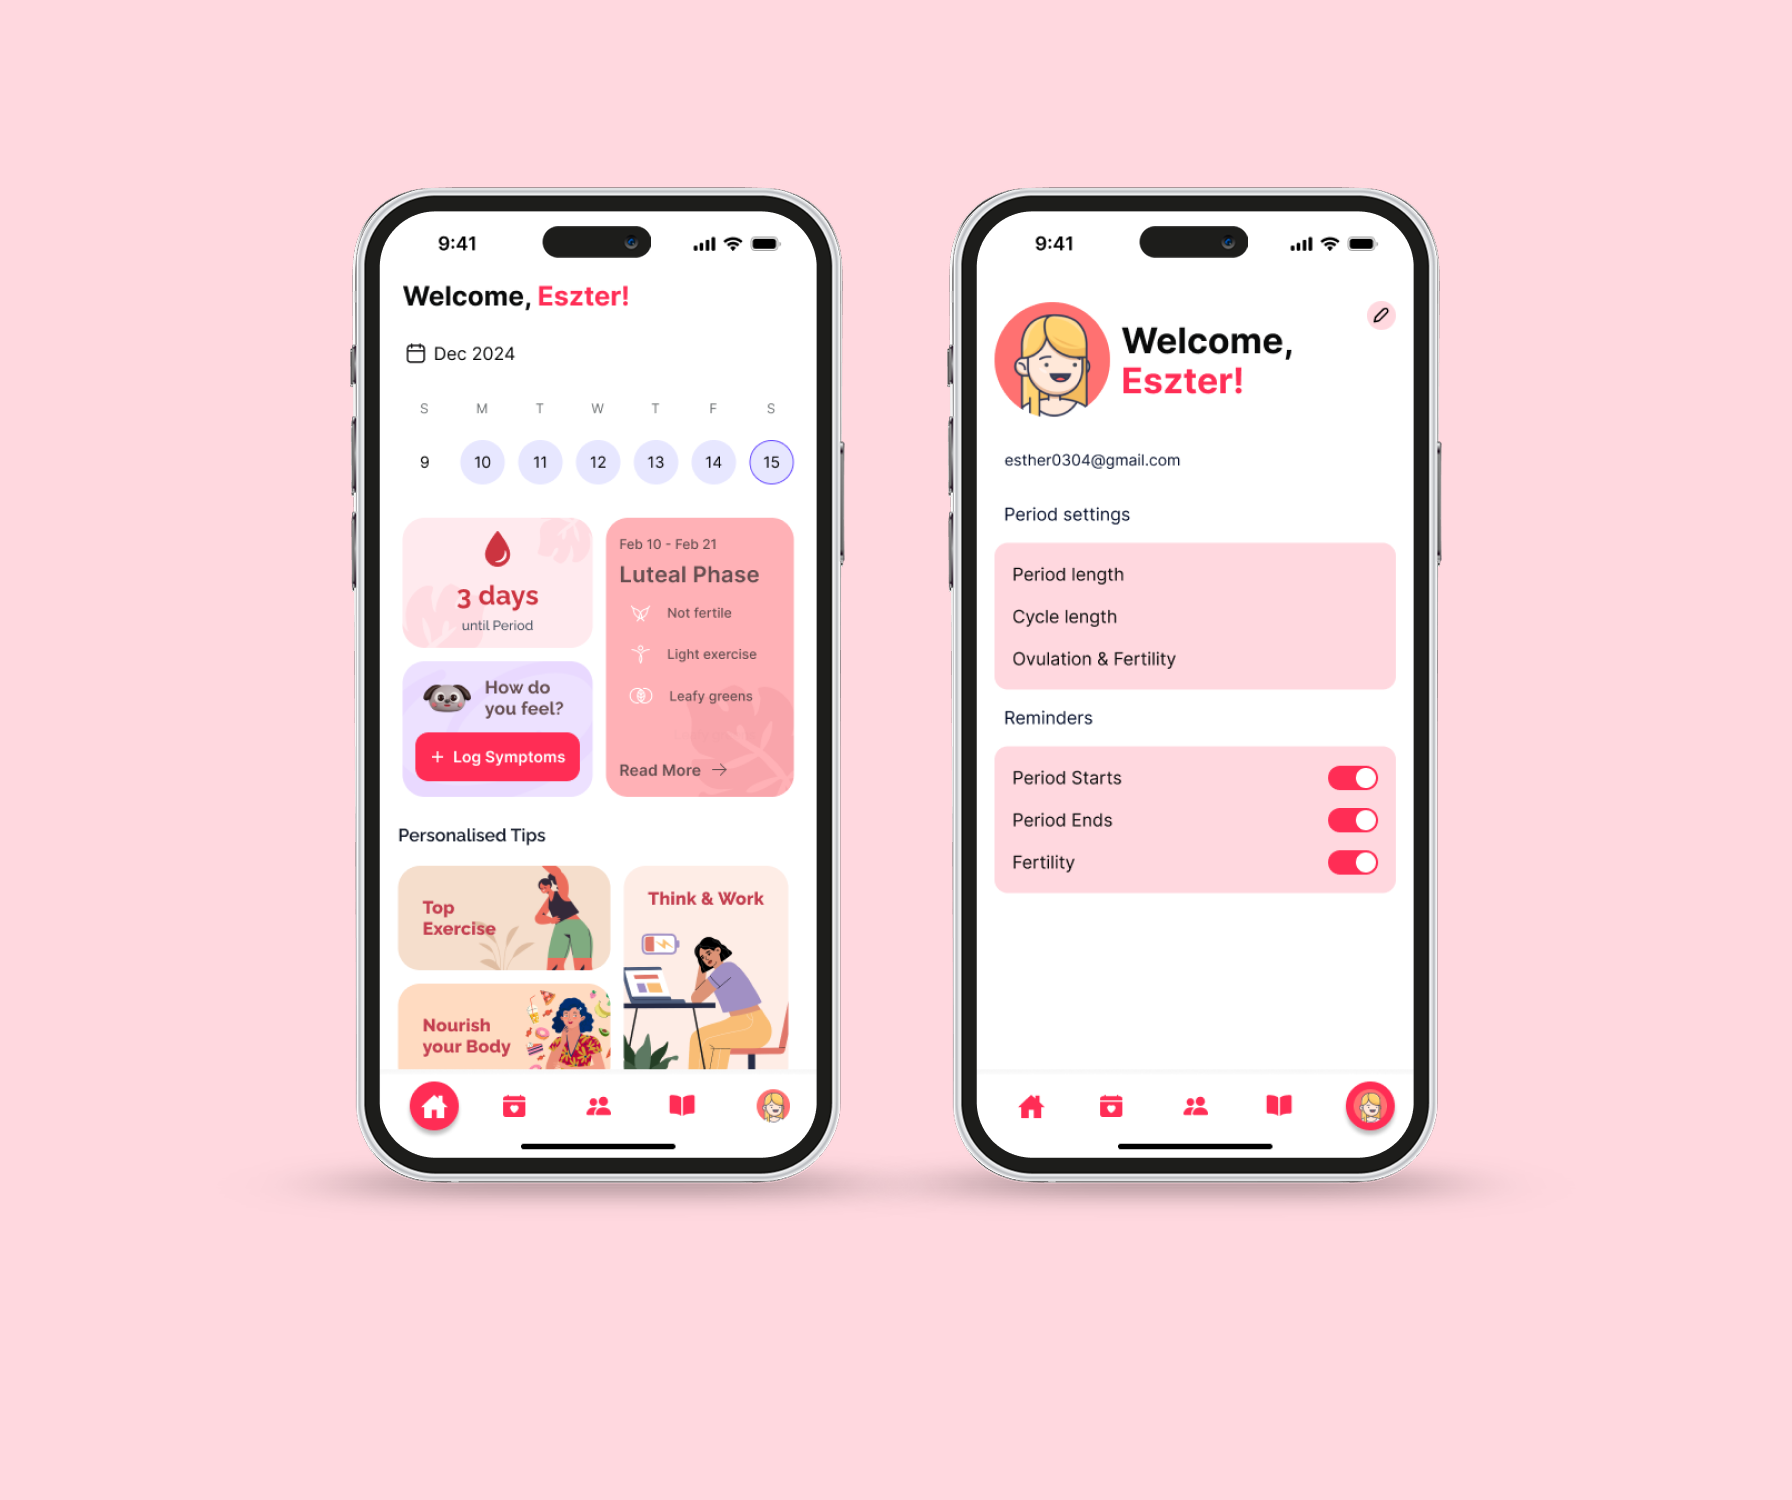 9:41
Welcome, Eszter!
Dec 2024
S M T W T F S
9 10 11 12 13 14 15
3 days
until Period
How do
you feel?
+ Log Symptoms
Feb 10 - Feb 21
Luteal Phase
Not fertile
Light exercise
Leafy greens
Read More →
Personalised Tips
Top
Exercise
Nourish
your Body
Think & Work
9:41
Welcome,
Eszter!
esther0304@gmail.com
Period settings
Period length
Cycle length
Ovulation & Fertility
Reminders
Period Starts
Period Ends
Fertility